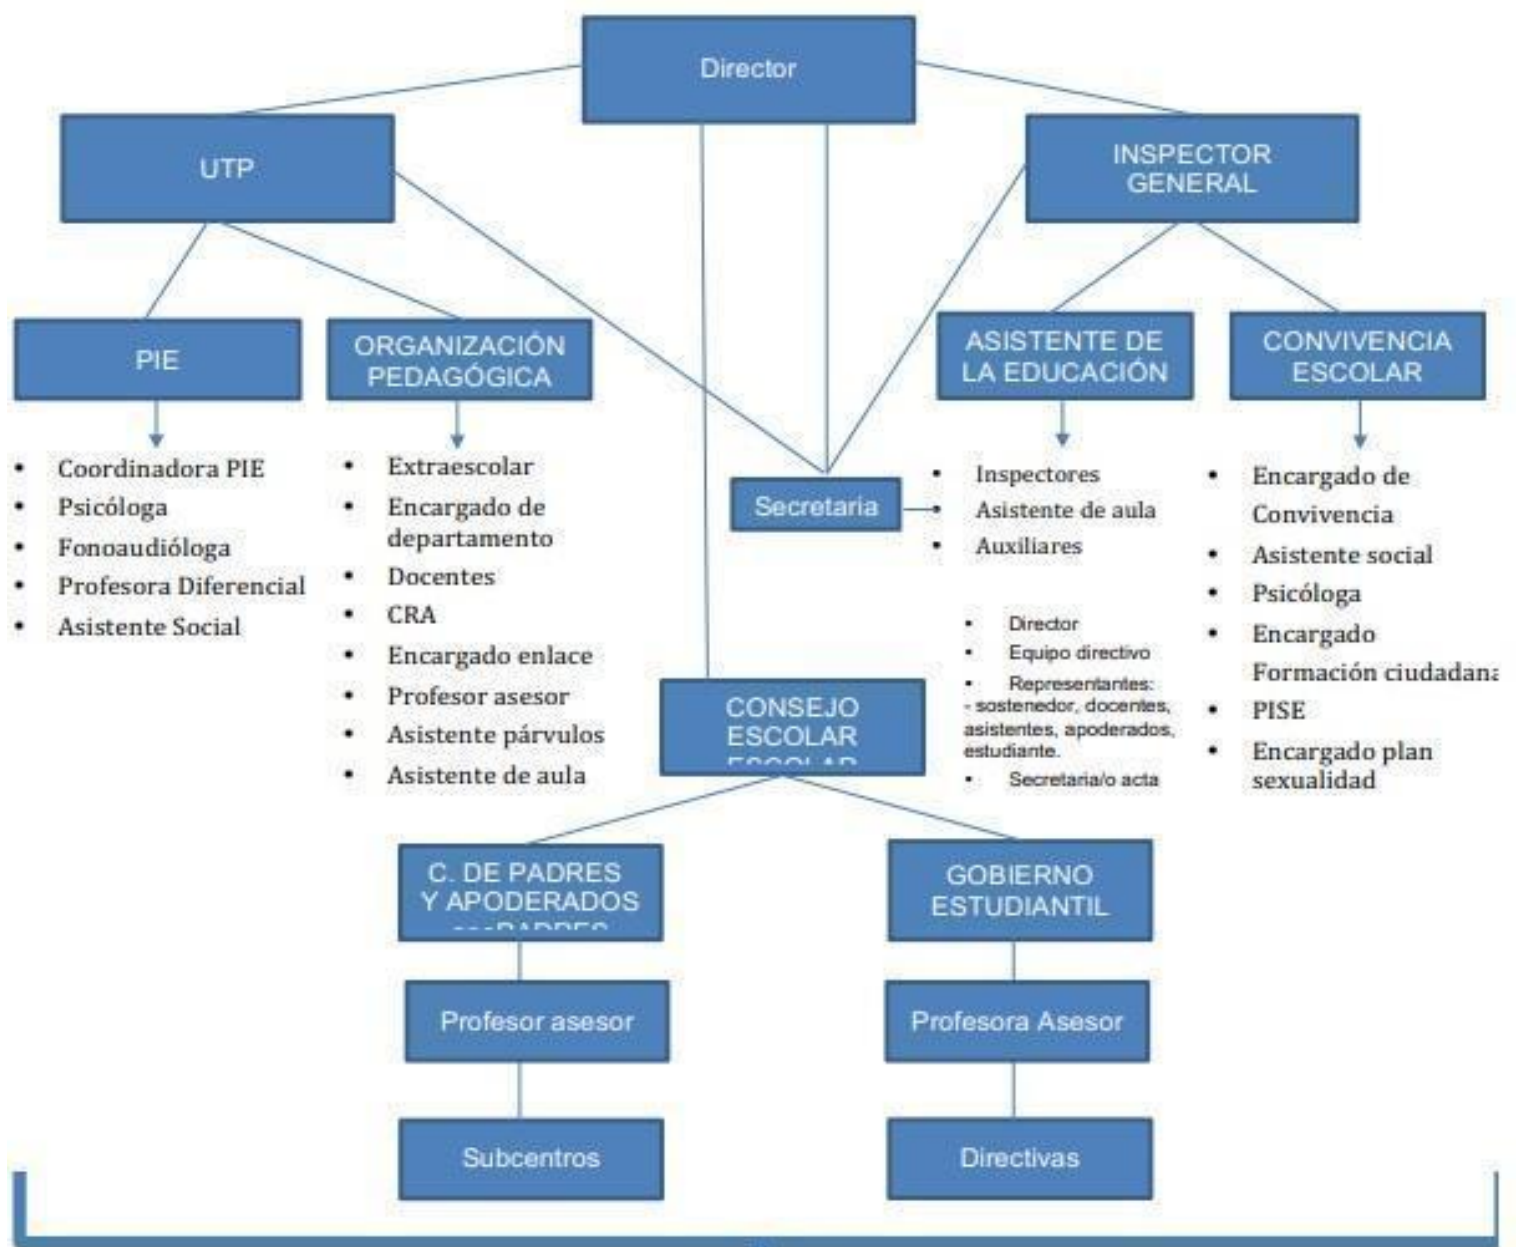 Director
UTP
INSPECTOR
GENERAL
PIE
ORGANIZACIÓN
PEDAGÓGICA
ASISTENTE DE
LA EDUCACIÓN
CONVIVENCIA
ESCOLAR
• Coordinadora PIE
• Psicóloga
• Fonoaudióloga
• Profesora Diferencial
• Asistente Social
• Extraescolar
• Encargado de
departamento
• Docentes
• CRA
• Encargado enlace
• Profesor asesor
• Asistente párvulos
• Asistente de aula
Secretaria
• Inspectores
• Asistente de aula
• Auxiliares
• Encargado de
Convivencia
• Asistente social
• Psicóloga
• Encargado
Formación ciudadana
• PISE
• Encargado plan
sexualidad
• Director
• Equipo directivo
• Representantes:
- sostenedor, docentes,
asistentes, apoderados,
estudiante.
• Secretaria/o acta
CONSEJO
ESCOLAR
ESCOLAR
C. DE PADRES
Y APODERADOS
PADRES
GOBIERNO
ESTUDIANTIL
Profesor asesor
Profesora Asesor
Subcentros
Directivas